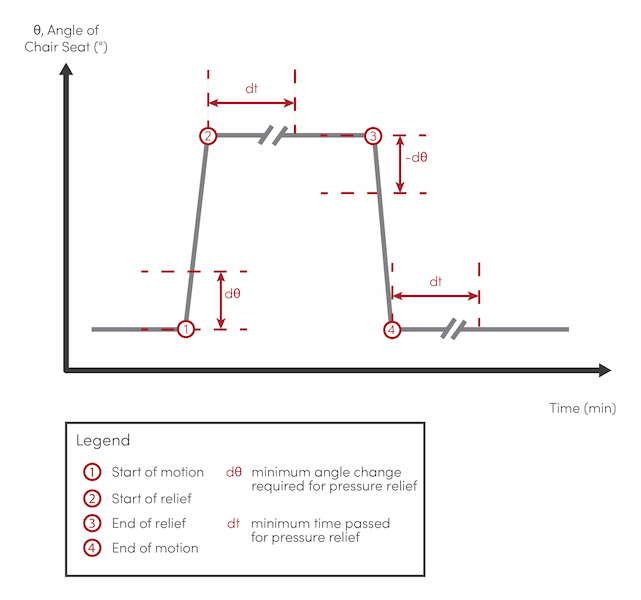 θ, Angle of
Chair Seat (°)
dt
2
3
-dθ
dθ
dt
1
4
Time (min)
Legend
1 Start of motion
2 Start of relief
3 End of relief
4 End of motion
dθ minimum angle change
required for pressure relief
dt minimum time passed
for pressure relief